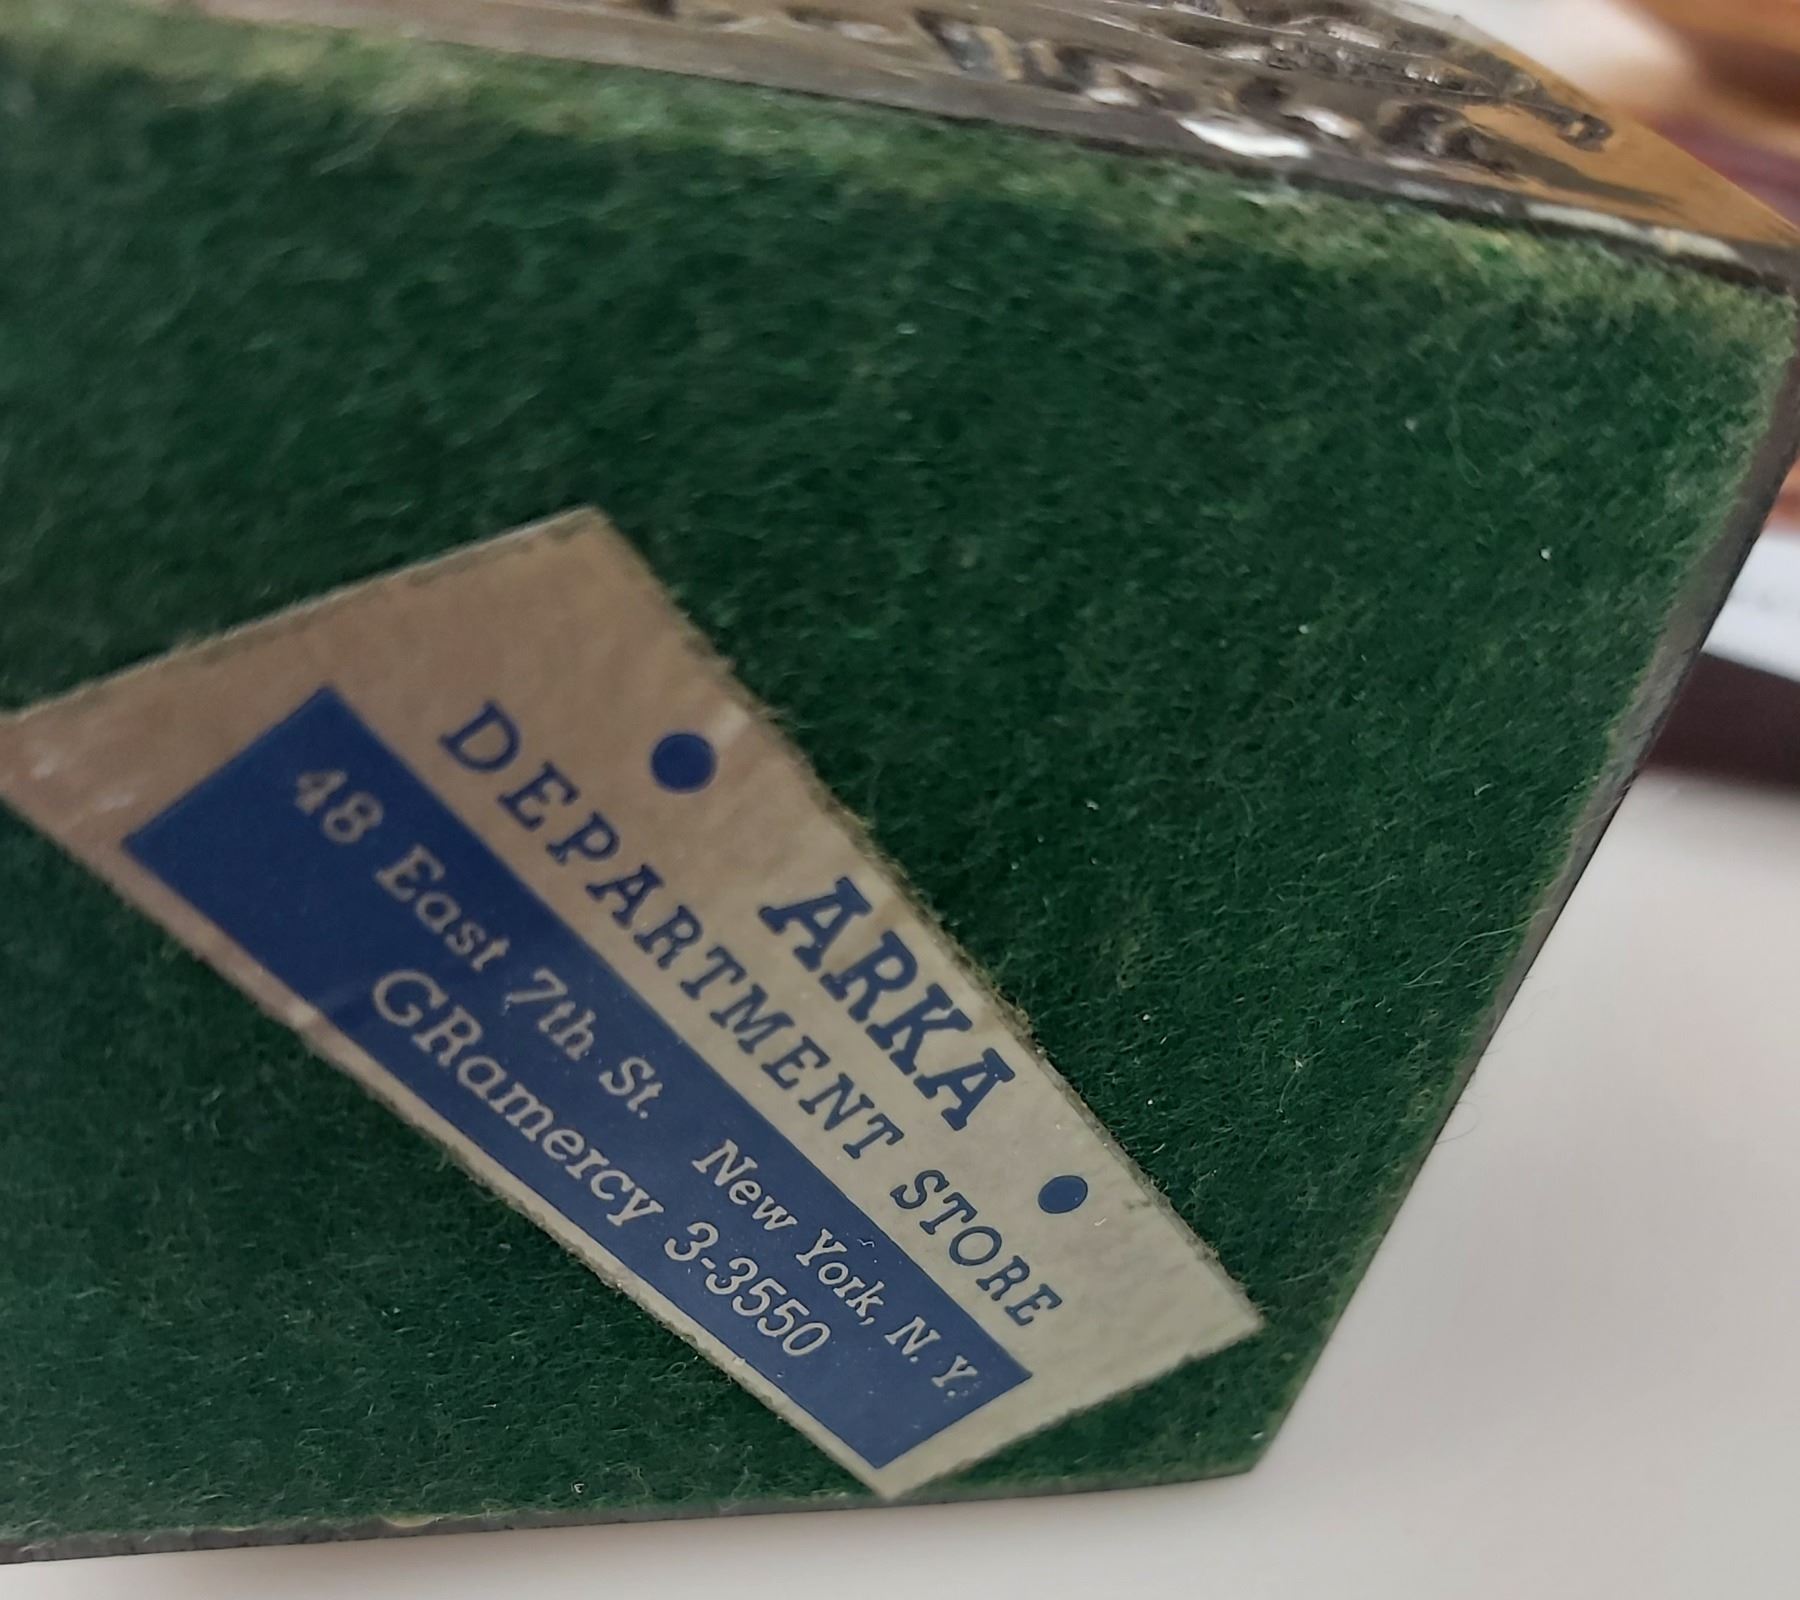 ARKA
DEPARTMENT STORE
48 East 7th St. New York, N. Y.
GRamercy 3-3550